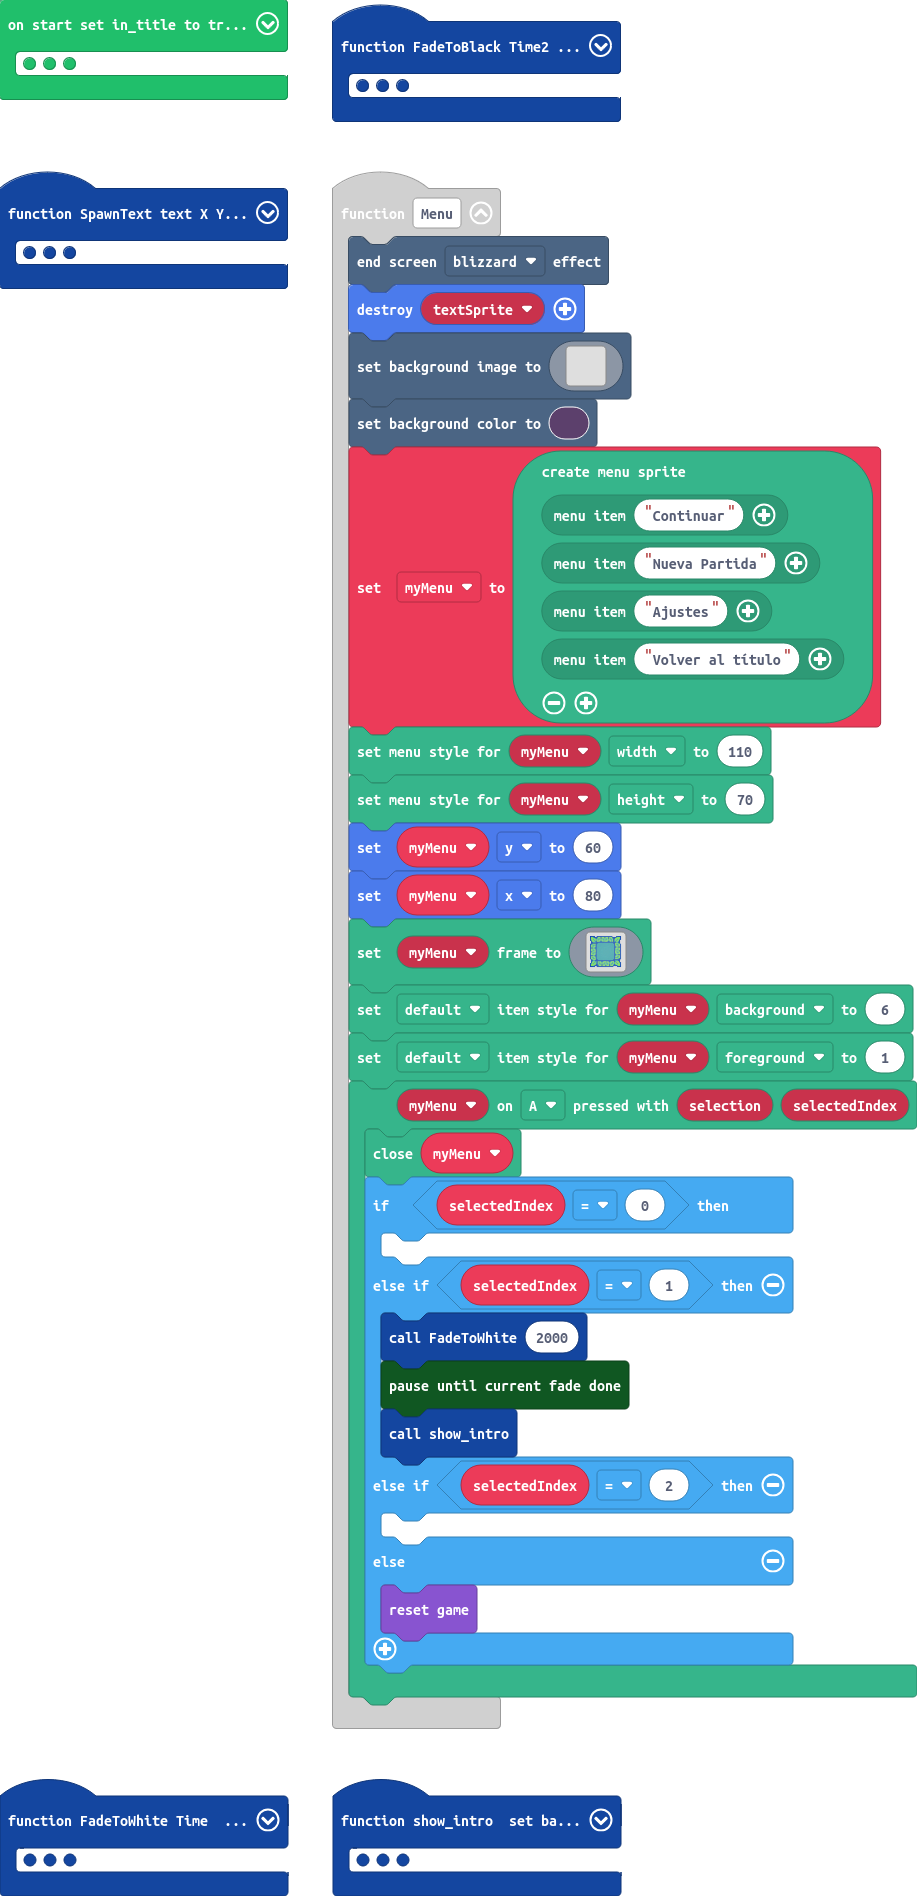 on start set in_title to tr...
function FadeToBlack Time2 ...
function SpawnText text X Y...
function Menu
end screen blizzard effect
destroy textSprite
set background image to
set background color to
create menu sprite
menu item "Continuar"
menu item "Nueva Partida"
set myMenu to
menu item "Ajustes"
menu item "Volver al título"
set menu style for myMenu width to 110
set menu style for myMenu height to 70
set myMenu y to 60
set myMenu x to 80
set myMenu frame to
set default item style for myMenu background to 6
set default item style for myMenu foreground to 1
myMenu on A pressed with selection selectedIndex
close myMenu
if selectedIndex = 0 then
else if selectedIndex = 1 then
call FadeToWhite 2000
pause until current fade done
call show_intro
else if selectedIndex = 2 then
else
reset game
function FadeToWhite Time ...
function show_intro set ba...